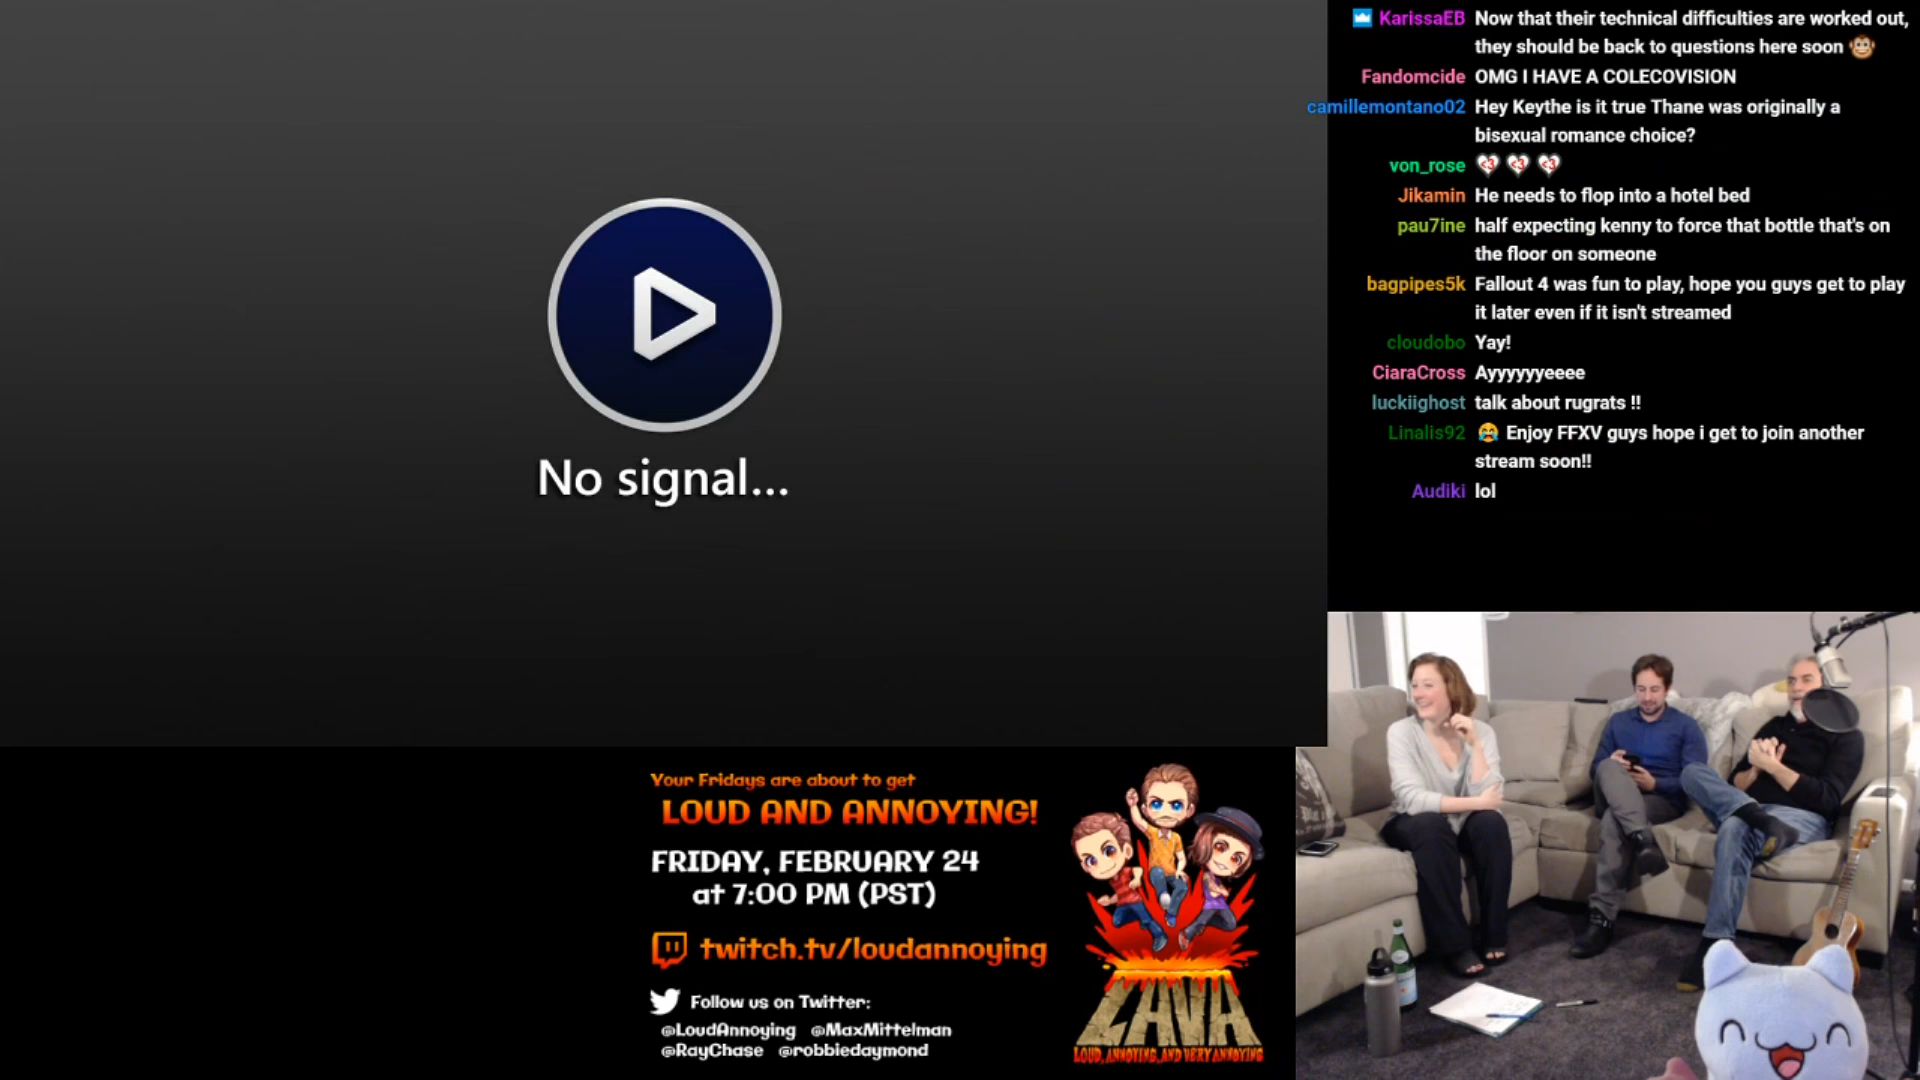 No signal...
KarissaEB Now that their technical difficulties are worked out,
they should be back to questions here soon
Fandomcide OMG I HAVE A COLECOVISION
camillemontano02 Hey Keythe is it true Thane was originally a
bisexual romance choice?
von_rose
Jikamin He needs to flop into a hotel bed
pau7ine half expecting kenny to force that bottle that's on
the floor on someone
bagpipes5k Fallout 4 was fun to play, hope you guys get to play
it later even if it isn't streamed
cloudobo Yay!
CiaraCross Ayyyyyyeeee
luckiighost talk about rugrats !!
Linalis92 Enjoy FFXV guys hope i get to join another
stream soon!!
Audiki lol
Your Fridays are about to get
LOUD AND ANNOYING!
FRIDAY, FEBRUARY 24
at 7:00 PM (PST)
twitch.tv/loudannoying
Follow us on Twitter:
@LoudAnnoying @MaxMittelman
@RayChase @robbiedaymond
LAVA
LOUD, ANNOYING, AND VERY ANNOYING